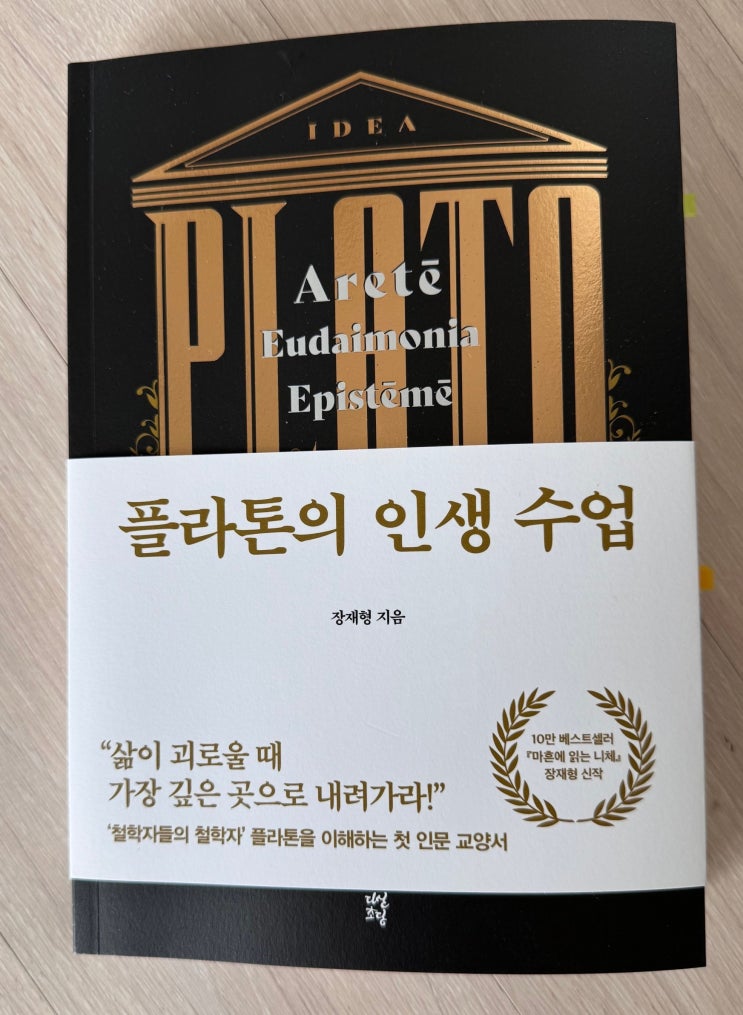 IDEA
PLATO
Aretē
Eudaimonia
Epistēmē
플라톤의 인생 수업
장재형 지음
“삶이 괴로울 때
가장 깊은 곳으로 내려가라!”
‘철학자들의 철학자’ 플라톤을 이해하는 첫 인문 교양서
10만 베스트셀러
『마흔에 읽는 니체』
장재형 신작
다산
초당